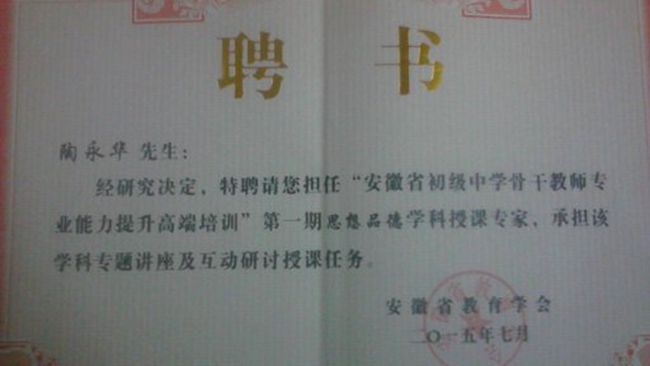 聘 书
陶永华 先生：
经研究决定，特聘请您担任“安徽省初级中学骨干教师专
业能力提升高端培训”第一期思想品德学科授课专家，承担该
学科专题讲座及互动研讨授课任务。
安徽省教育学会
二〇一五年七月